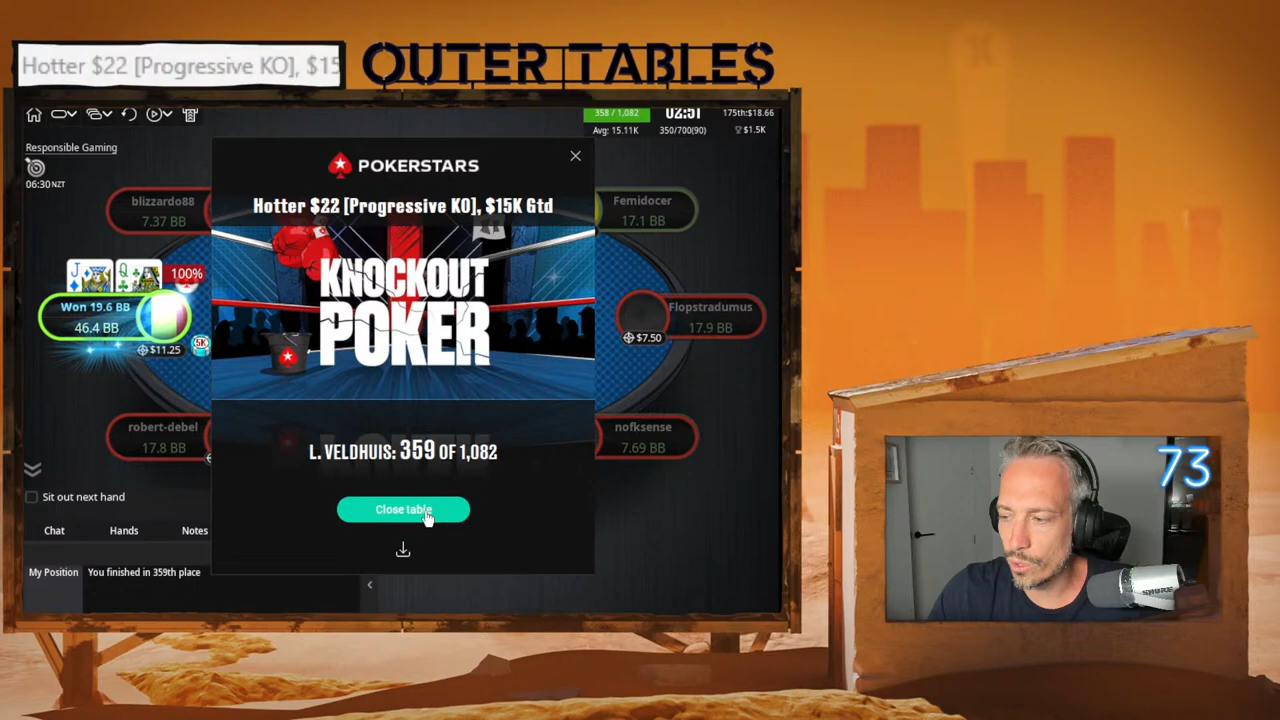 Hotter $22 [Progressive KO], $15
OUTER TABLES
358 / 1,082
02:51
175th:$18.66
Avg: 15.11K
350/700(90)
$1.5K
Responsible Gaming
06:30 NZT
POKERSTARS
Hotter $22 [Progressive KO], $15K Gtd
blizzardo88
7.37 BB
Femidocer
17.1 BB
KNOCKOUT
POKER
J
Q
100%
Won 19.6 BB
46.4 BB
$11.25
5K
Flopstradumus
17.9 BB
$7.50
robert-debel
17.8 BB
nofksense
7.69 BB
L. VELDHUIS: 359 OF 1,082
73
Sit out next hand
Close table
Chat
Hands
Notes
My Position
You finished in 359th place
SHURE